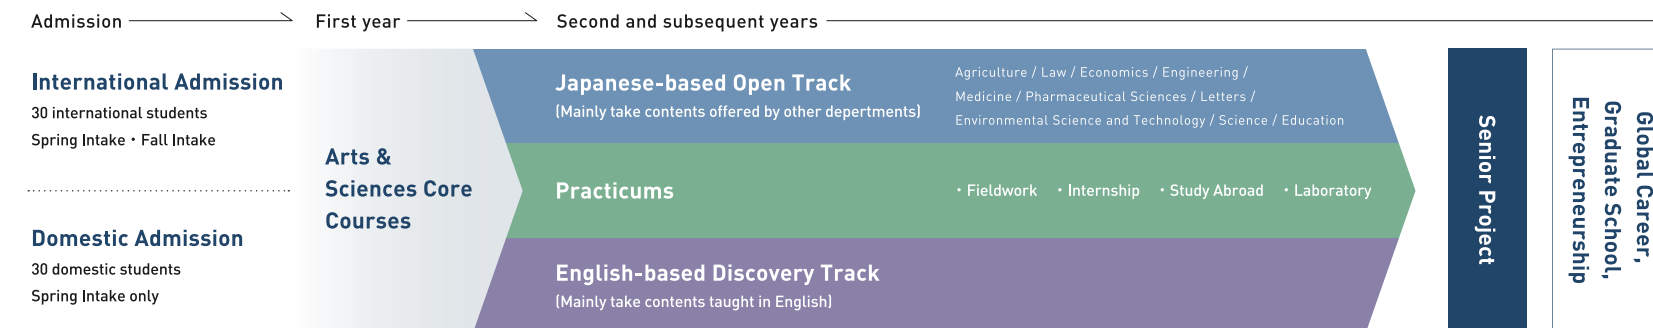 Admission
First year
Second and subsequent years
International Admission
30 international students
Spring Intake・Fall Intake
Domestic Admission
30 domestic students
Spring Intake only
Arts &
Sciences Core
Courses
Japanese-based Open Track
(Mainly take contents offered by other depertments)
Agriculture / Law / Economics / Engineering /
Medicine / Pharmaceutical Sciences / Letters /
Environmental Science and Technology / Science / Education
Practicums
・Fieldwork ・Internship ・Study Abroad ・Laboratory
English-based Discovery Track
(Mainly take contents taught in English)
Senior Project
Global Career,
Graduate School,
Entrepreneurship